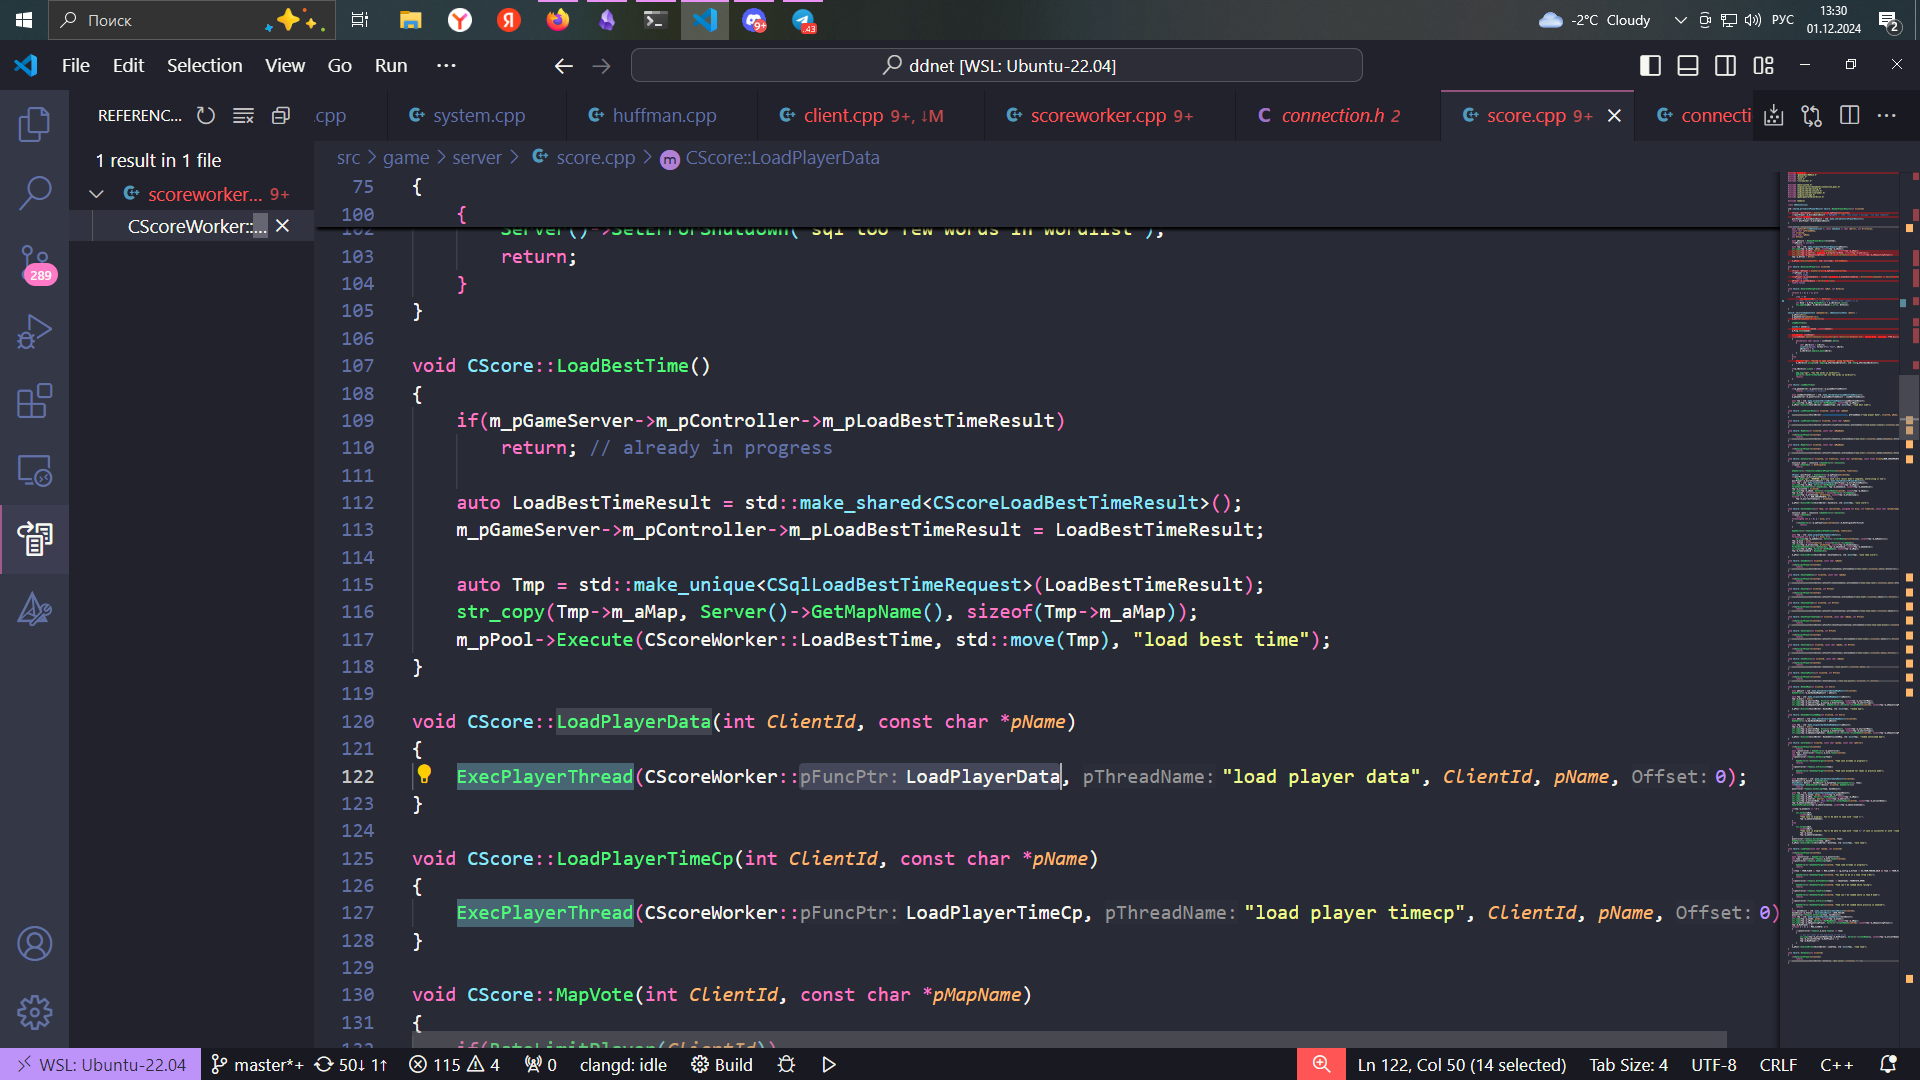 Поиск
9+
43
-2°C Cloudy
РУС
13:30
01.12.2024
2
File Edit Selection View Go Run ···
ddnet [WSL: Ubuntu-22.04]
REFERENC...
.cpp
system.cpp
huffman.cpp
client.cpp 9+, ↓M
scoreworker.cpp 9+
connection.h 2
score.cpp 9+
connecti
1 result in 1 file
scoreworker... 9+
CScoreWorker::...
289
src > game > server > score.cpp > CScore::LoadPlayerData
75 {
100 {
102 Server()->SetErrorShutdown("sql too few words in wordlist");
103 return;
104 }
105 }
106
107 void CScore::LoadBestTime()
108 {
109 if(m_pGameServer->m_pController->m_pLoadBestTimeResult)
110 return; // already in progress
111
112 auto LoadBestTimeResult = std::make_shared<CScoreLoadBestTimeResult>();
113 m_pGameServer->m_pController->m_pLoadBestTimeResult = LoadBestTimeResult;
114
115 auto Tmp = std::make_unique<CSqlLoadBestTimeRequest>(LoadBestTimeResult);
116 str_copy(Tmp->m_aMap, Server()->GetMapName(), sizeof(Tmp->m_aMap));
117 m_pPool->Execute(CScoreWorker::LoadBestTime, std::move(Tmp), "load best time");
118 }
119
120 void CScore::LoadPlayerData(int ClientId, const char *pName)
121 {
122 ExecPlayerThread(CScoreWorker::pFuncPtr: LoadPlayerData, pThreadName: "load player data", ClientId, pName, Offset: 0);
123 }
124
125 void CScore::LoadPlayerTimeCp(int ClientId, const char *pName)
126 {
127 ExecPlayerThread(CScoreWorker::pFuncPtr: LoadPlayerTimeCp, pThreadName: "load player timecp", ClientId, pName, Offset: 0)
128 }
129
130 void CScore::MapVote(int ClientId, const char *pMapName)
131 {
132 if(RateLimitPlayer(ClientId))
WSL: Ubuntu-22.04 master*+ 50↓ 1↑ 115 4 0 clangd: idle Build Ln 122, Col 50 (14 selected) Tab Size: 4 UTF-8 CRLF C++